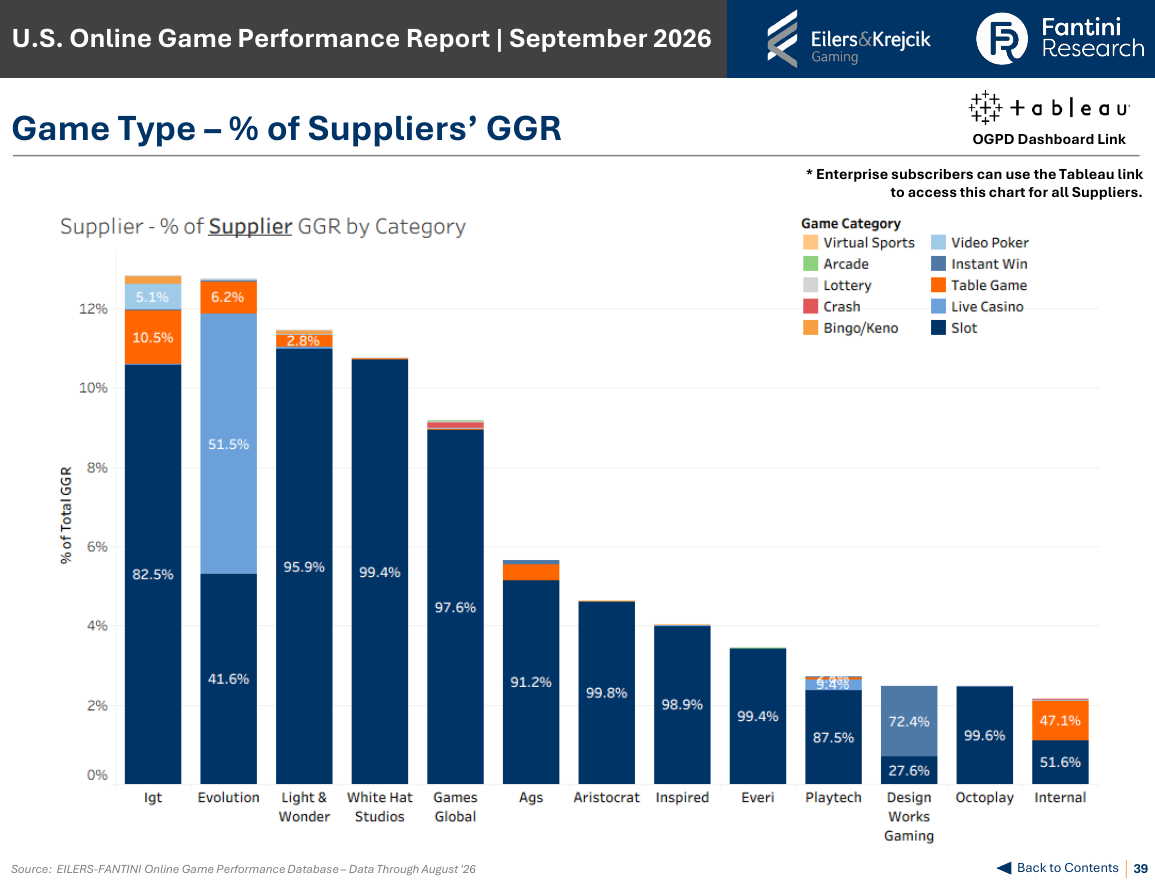 U.S. Online Game Performance Report | September 2026
Eilers&Krejcik
Gaming
Fantini
Research
Game Type – % of Suppliers’ GGR
+ a b | e a u
OGPD Dashboard Link
* Enterprise subscribers can use the Tableau link
to access this chart for all Suppliers.
Supplier - % of Supplier GGR by Category
Game Category
Virtual Sports
Video Poker
Arcade
Instant Win
Lottery
Table Game
Crash
Live Casino
Bingo/Keno
Slot
% of Total GGR
12%
10%
8%
6%
4%
2%
0%
5.1%
10.5%
82.5%
6.2%
51.5%
41.6%
2.8%
95.9%
99.4%
97.6%
91.2%
99.8%
98.9%
99.4%
9.4%
87.5%
72.4%
27.6%
99.6%
47.1%
51.6%
Igt
Evolution
Light &
Wonder
White Hat
Studios
Games
Global
Ags
Aristocrat
Inspired
Everi
Playtech
Design
Works
Gaming
Octoplay
Internal
Source: EILERS-FANTINI Online Game Performance Database – Data Through August '26
Back to Contents
39